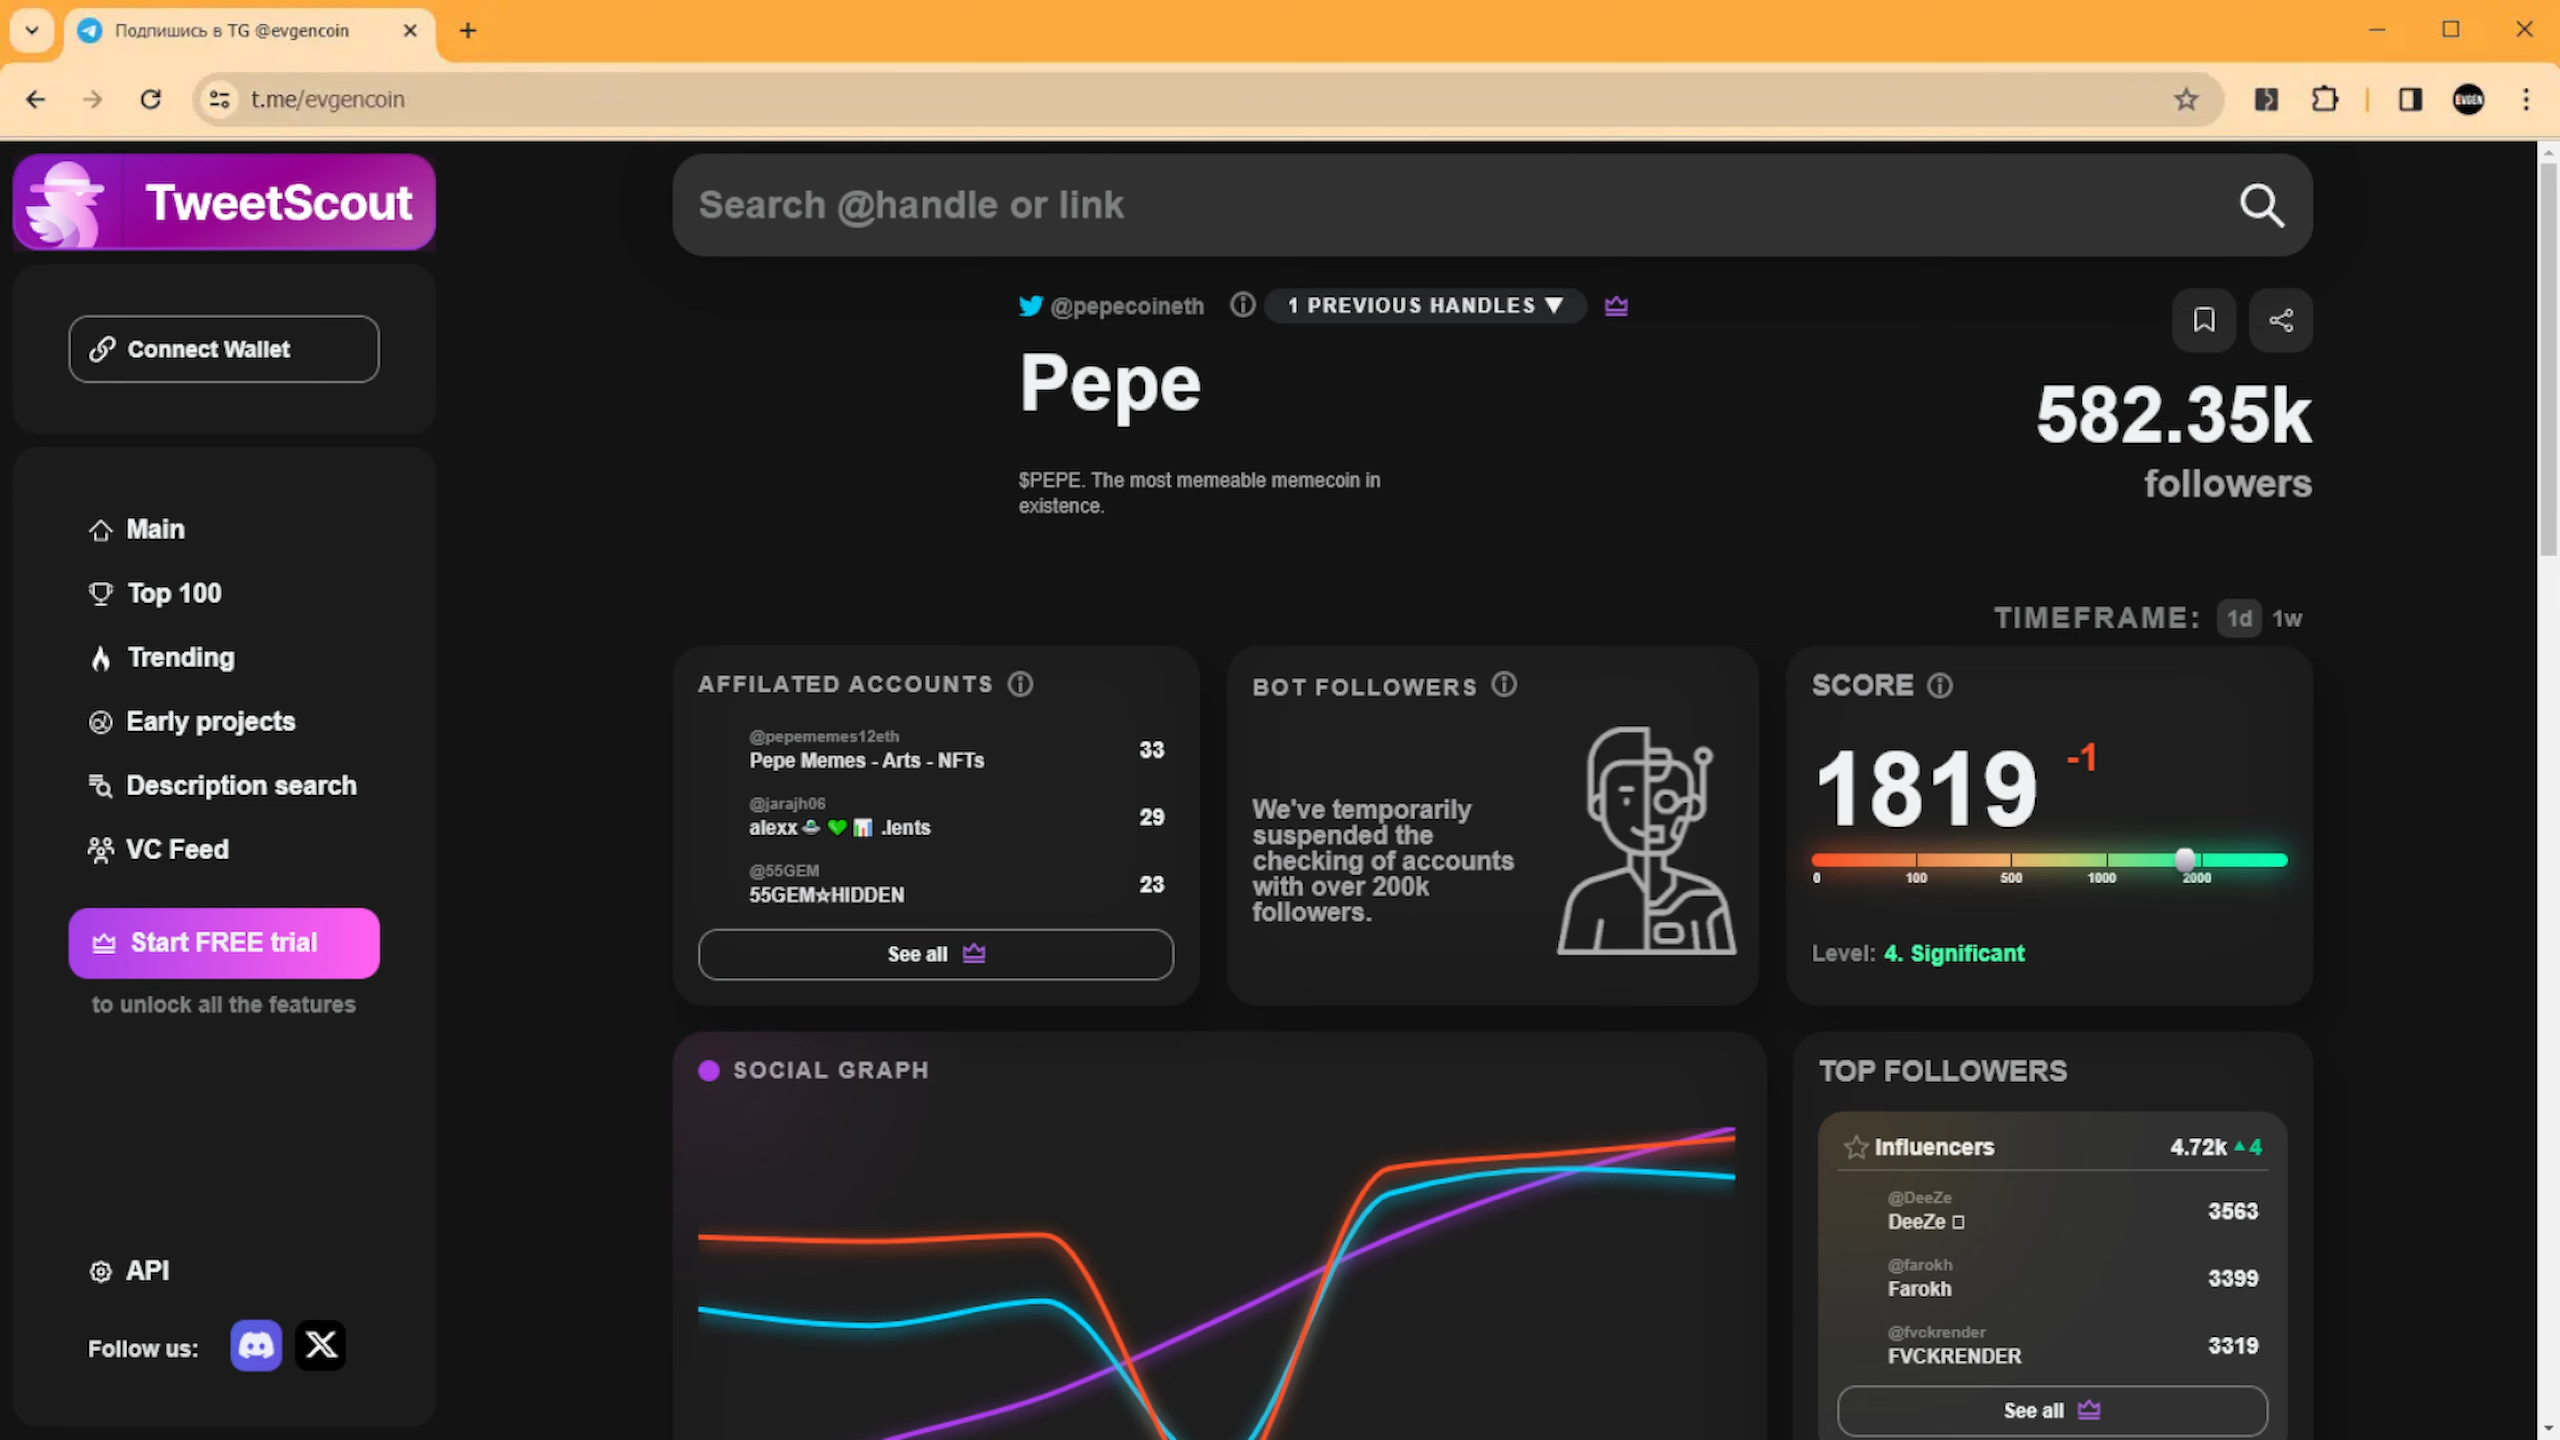 Подпишись в TG @evgencoin
t.me/evgencoin
EVGEN
TweetScout
Search @handle or link
Connect Wallet
@pepecoineth
1 PREVIOUS HANDLES ▼
Pepe
582.35k
followers
$PEPE. The most memeable memecoin in
existence.
Main
Top 100
Trending
Early projects
Description search
VC Feed
Start FREE trial
to unlock all the features
API
Follow us:
TIMEFRAME: 1d 1w
AFFILATED ACCOUNTS
@pepememes12eth
Pepe Memes - Arts - NFTs
33
@jarajh06
alexx🛸💚📊.lents
29
@55GEM
55GEM☆HIDDEN
23
See all
BOT FOLLOWERS
We've temporarily
suspended the
checking of accounts
with over 200k
followers.
SCORE
1819 -1
0 100 500 1000 2000
Level: 4. Significant
SOCIAL GRAPH
TOP FOLLOWERS
Influencers 4.72k ▲4
@DeeZe
DeeZe
3563
@farokh
Farokh
3399
@fvckrender
FVCKRENDER
3319
See all